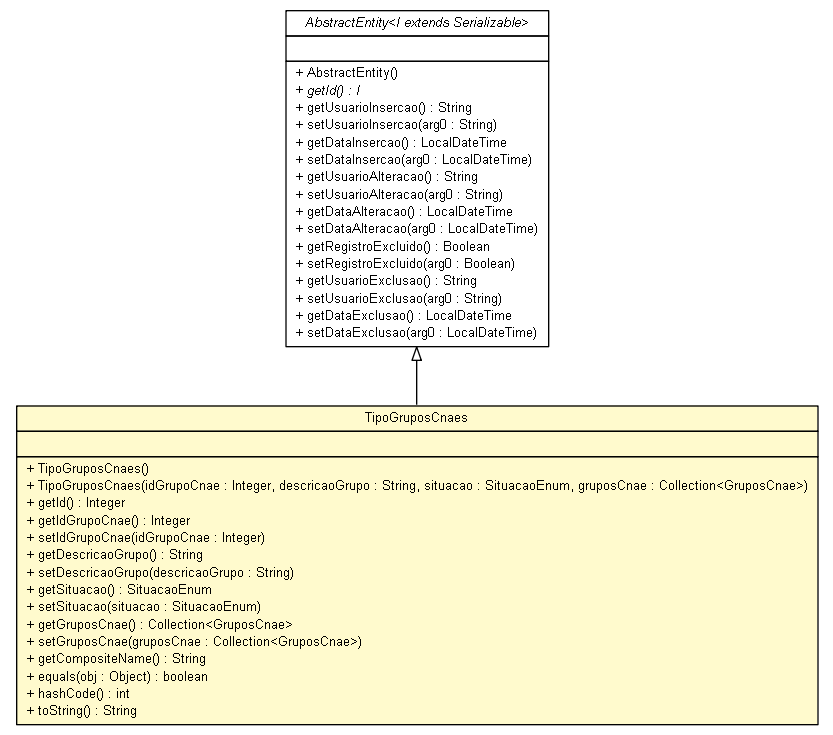 AbstractEntity<I extends Serializable>
+ AbstractEntity()
+ getId() : I
+ getUsuarioInsercao() : String
+ setUsuarioInsercao(arg0 : String)
+ getDataInsercao() : LocalDateTime
+ setDataInsercao(arg0 : LocalDateTime)
+ getUsuarioAlteracao() : String
+ setUsuarioAlteracao(arg0 : String)
+ getDataAlteracao() : LocalDateTime
+ setDataAlteracao(arg0 : LocalDateTime)
+ getRegistroExcluido() : Boolean
+ setRegistroExcluido(arg0 : Boolean)
+ getUsuarioExclusao() : String
+ setUsuarioExclusao(arg0 : String)
+ getDataExclusao() : LocalDateTime
+ setDataExclusao(arg0 : LocalDateTime)
TipoGruposCnaes
+ TipoGruposCnaes()
+ TipoGruposCnaes(idGrupoCnae : Integer, descricaoGrupo : String, situacao : SituacaoEnum, gruposCnae : Collection<GruposCnae>)
+ getId() : Integer
+ getIdGrupoCnae() : Integer
+ setIdGrupoCnae(idGrupoCnae : Integer)
+ getDescricaoGrupo() : String
+ setDescricaoGrupo(descricaoGrupo : String)
+ getSituacao() : SituacaoEnum
+ setSituacao(situacao : SituacaoEnum)
+ getGruposCnae() : Collection<GruposCnae>
+ setGruposCnae(gruposCnae : Collection<GruposCnae>)
+ getCompositeName() : String
+ equals(obj : Object) : boolean
+ hashCode() : int
+ toString() : String